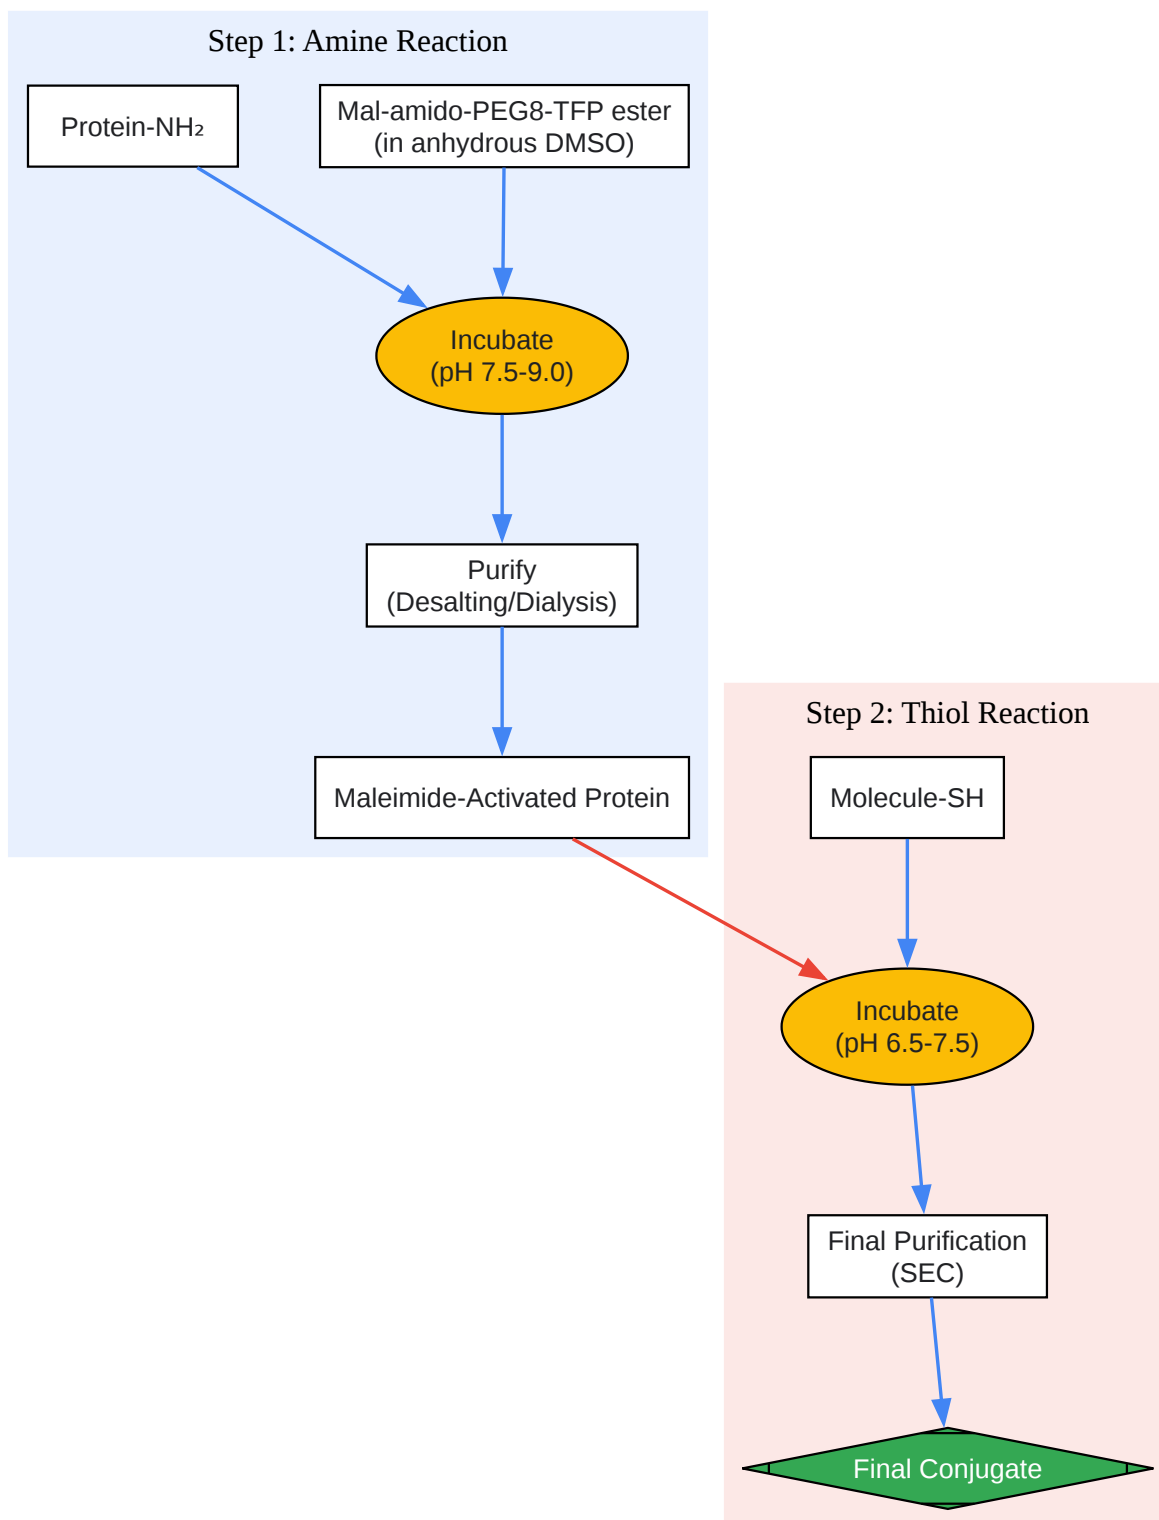 Step 1: Amine Reaction
Protein-NH₂
Mal-amido-PEG8-TFP ester
(in anhydrous DMSO)
Incubate
(pH 7.5-9.0)
Purify
(Desalting/Dialysis)
Maleimide-Activated Protein
Step 2: Thiol Reaction
Molecule-SH
Incubate
(pH 6.5-7.5)
Final Purification
(SEC)
Final Conjugate